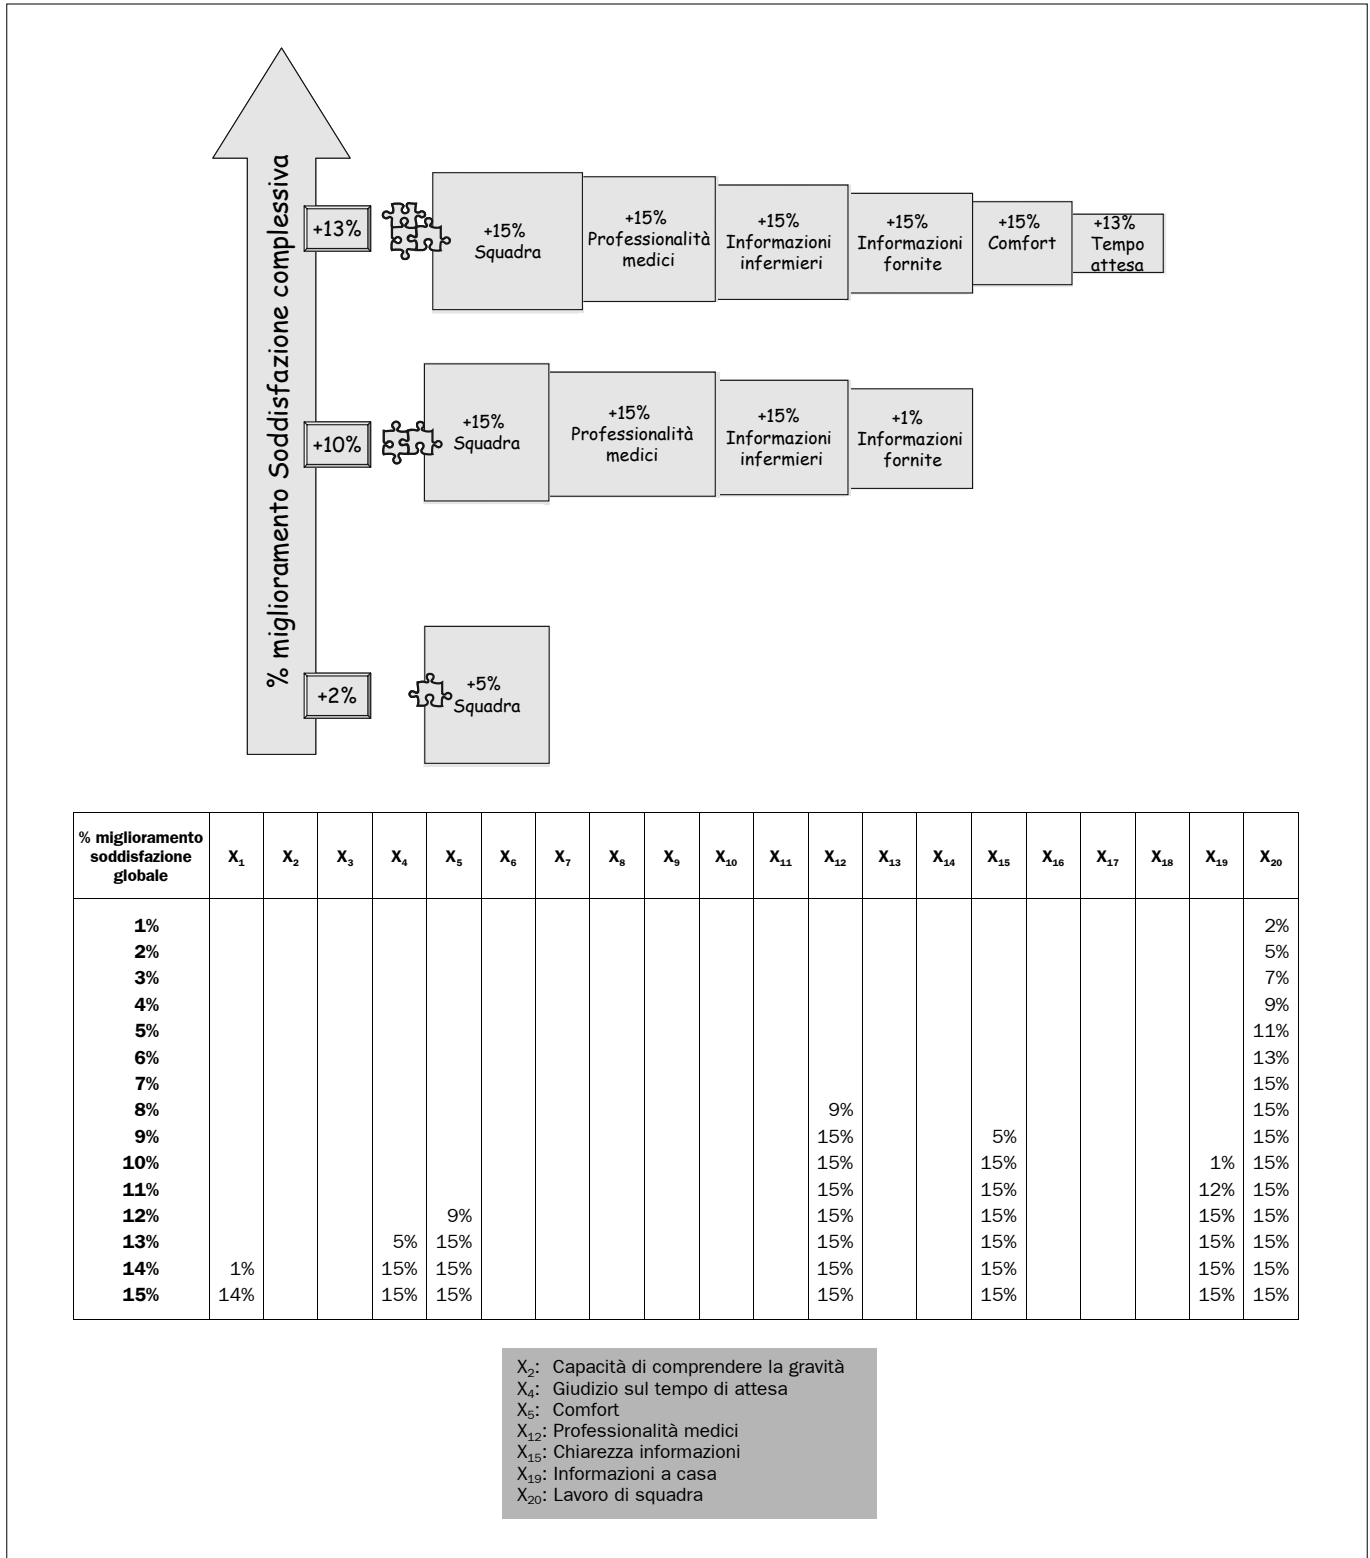 % miglioramento Soddisfazione complessiva
+13%
+15%
Squadra
+15%
Professionalità
medici
+15%
Informazioni
infermieri
+15%
Informazioni
fornite
+15%
Comfort
+13%
Tempo
attesa
+10%
+15%
Squadra
+15%
Professionalità
medici
+15%
Informazioni
infermieri
+1%
Informazioni
fornite
+2%
+5%
Squadra
% miglioramento
soddisfazione
globale
X₁ X₂ X₃ X₄ X₅ X₆ X₇ X₈ X₉ X₁₀ X₁₁ X₁₂ X₁₃ X₁₄ X₁₅ X₁₆ X₁₇ X₁₈ X₁₉ X₂₀
1% 2%
2% 5%
3% 7%
4% 9%
5% 11%
6% 13%
7% 15%
8% 9% 15%
9% 15% 5% 15%
10% 15% 15% 1% 15%
11% 15% 15% 12% 15%
12% 9% 15% 15% 15% 15%
13% 5% 15% 15% 15% 15% 15%
14% 1% 15% 15% 15% 15% 15% 15%
15% 14% 15% 15% 15% 15% 15% 15%
X₂: Capacità di comprendere la gravità
X₄: Giudizio sul tempo di attesa
X₅: Comfort
X₁₂: Professionalità medici
X₁₅: Chiarezza informazioni
X₁₉: Informazioni a casa
X₂₀: Lavoro di squadra